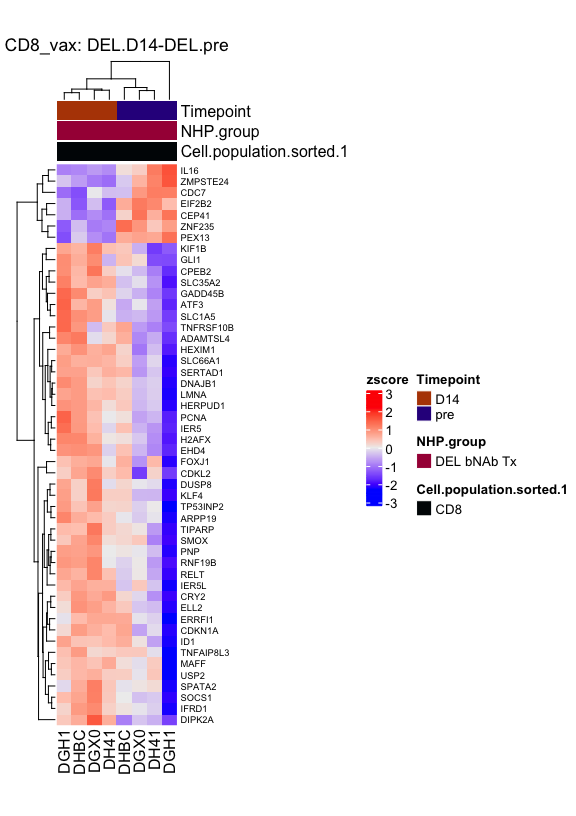 CD8_vax: DEL.D14-DEL.pre
Timepoint
NHP.group
Cell.population.sorted.1
IL16
ZMPSTE24
CDC7
EIF2B2
CEP41
ZNF235
PEX13
KIF1B
GLI1
CPEB2
SLC35A2
GADD45B
ATF3
SLC1A5
TNFRSF10B
ADAMTSL4
HEXIM1
SLC66A1
SERTAD1
DNAJB1
LMNA
HERPUD1
PCNA
IER5
H2AFX
EHD4
FOXJ1
CDKL2
DUSP8
KLF4
TP53INP2
ARPP19
TIPARP
SMOX
PNP
RNF19B
RELT
IER5L
CRY2
ELL2
ERRFI1
CDKN1A
ID1
TNFAIP8L3
MAFF
USP2
SPATA2
SOCS1
IFRD1
DIPK2A
DGH1
DHBC
DGX0
DH41
DHBC
DGX0
DH41
DGH1
zscore
3
2
1
0
-1
-2
-3
Timepoint
D14
pre
NHP.group
DEL bNAb Tx
Cell.population.sorted.1
CD8